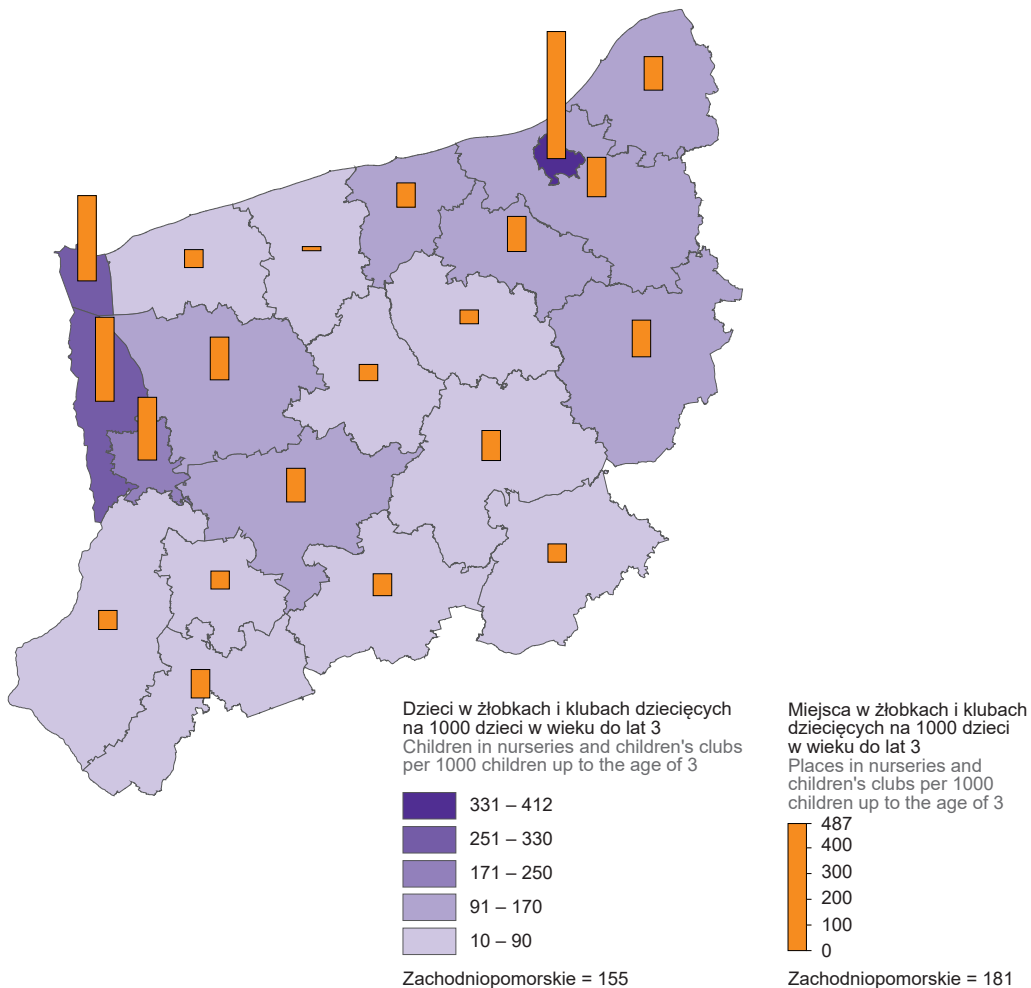 Dzieci w żłobkach i klubach dziecięcych
na 1000 dzieci w wieku do lat 3
Children in nurseries and children's clubs
per 1000 children up to the age of 3
331 – 412
251 – 330
171 – 250
91 – 170
10 – 90
Zachodniopomorskie = 155
Miejsca w żłobkach i klubach
dziecięcych na 1000 dzieci
w wieku do lat 3
Places in nurseries and
children's clubs per 1000
children up to the age of 3
487
400
300
200
100
0
Zachodniopomorskie = 181